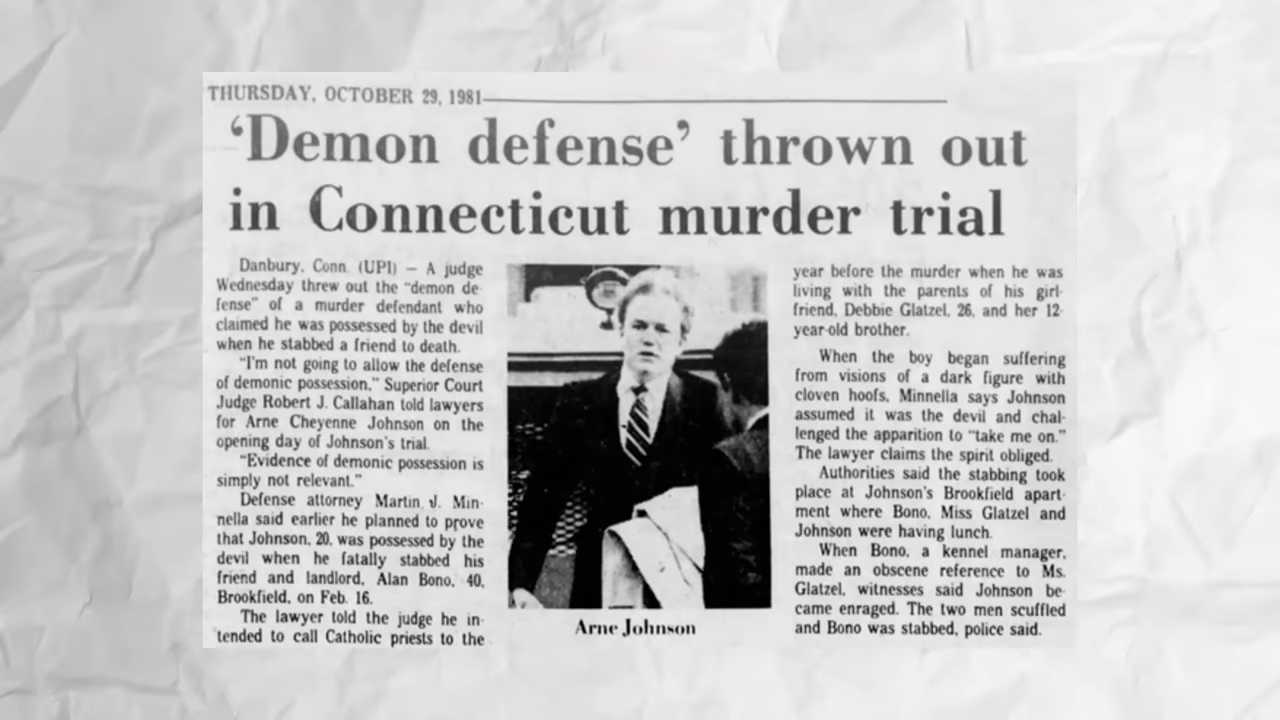 THURSDAY, OCTOBER 29, 1981
‘Demon defense’ thrown out
in Connecticut murder trial
Danbury, Conn. (UPI) — A judge
Wednesday threw out the “demon de-
fense” of a murder defendant who
claimed he was possessed by the devil
when he stabbed a friend to death.
“I'm not going to allow the defense
of demonic possession,” Superior Court
Judge Robert J. Callahan told lawyers
for Arne Cheyenne Johnson on the
opening day of Johnson's trial.
“Evidence of demonic possession is
simply not relevant.”
Defense attorney Martin J. Min-
nella said earlier he planned to prove
that Johnson, 20, was possessed by the
devil when he fatally stabbed his
friend and landlord, Alan Bono, 40,
Brookfield, on Feb. 16.
The lawyer told the judge he in-
tended to call Catholic priests to the
Arne Johnson
year before the murder when he was
living with the parents of his girl-
friend, Debbie Glatzel, 26, and her 12-
year-old brother.
When the boy began suffering
from visions of a dark figure with
cloven hoofs, Minnella says Johnson
assumed it was the devil and chal-
lenged the apparition to “take me on.”
The lawyer claims the spirit obliged.
Authorities said the stabbing took
place at Johnson's Brookfield apart-
ment where Bono, Miss Glatzel and
Johnson were having lunch.
When Bono, a kennel manager,
made an obscene reference to Ms.
Glatzel, witnesses said Johnson be-
came enraged. The two men scuffled
and Bono was stabbed, police said.